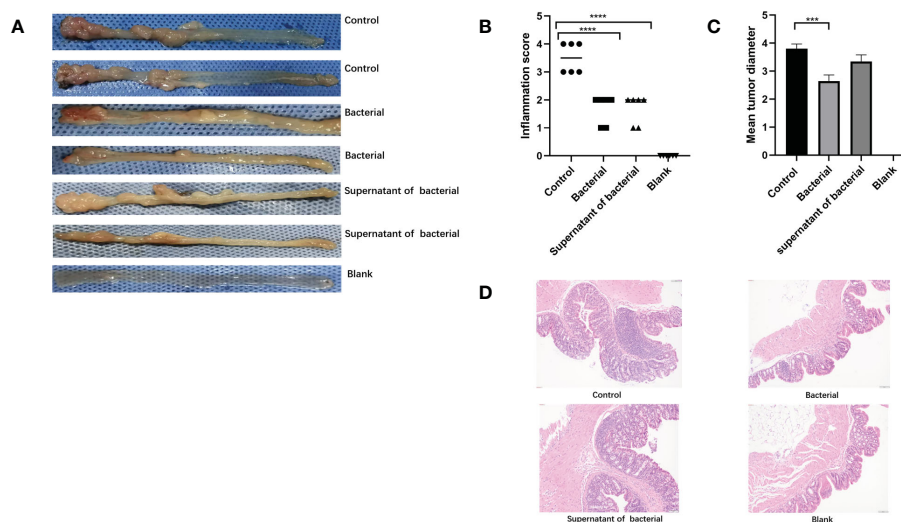 A
Control
Control
Bacterial
Bacterial
Supernatant of bacterial
Supernatant of bacterial
Blank
B
****
****
Inflammation score
5
4
3
2
1
0
Control
Bacterial
Supernatant of bacterial
Blank
C
***
Mean tumor diameter
5
4
3
2
1
0
Control
Bacterial
supernatant of bacterial
Blank
D
Control
Bacterial
Supernatant of bacterial
Blank